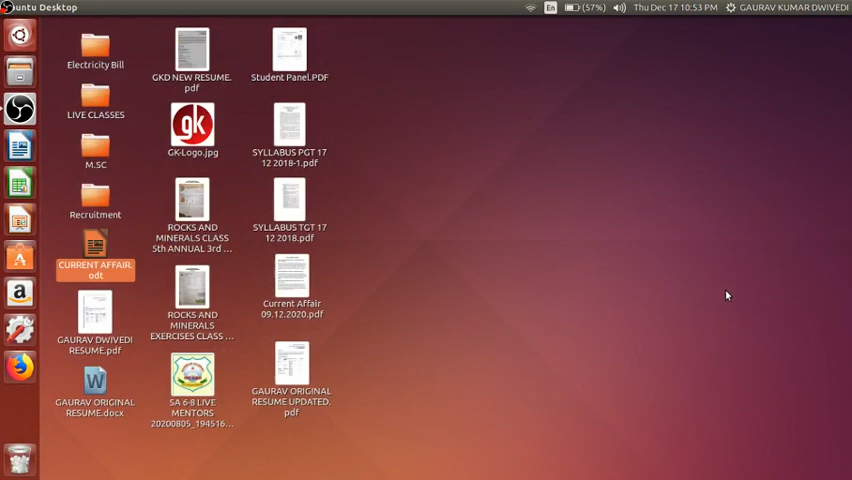 untu Desktop
En
(57%)
Thu Dec 17 10:53 PM
GAURAV KUMAR DWIVEDI
Electricity Bill
LIVE CLASSES
M.SC
Recruitment
CURRENT AFFAIR.
odt
GAURAV DWIVEDI
RESUME.pdf
GAURAV ORIGINAL
RESUME.docx
GKD NEW RESUME.
pdf
gk
GK-Logo.jpg
ROCKS AND
MINERALS CLASS
5th ANNUAL 3rd ...
ROCKS AND
MINERALS
EXERCISES CLASS ...
SA 6-8 LIVE
MENTORS
20200805_194516...
Student Panel.PDF
SYLLABUS PGT 17
12 2018-1.pdf
SYLLABUS TGT 17
12 2018.pdf
Current Affair
09.12.2020.pdf
GAURAV ORIGINAL
RESUME UPDATED.
pdf